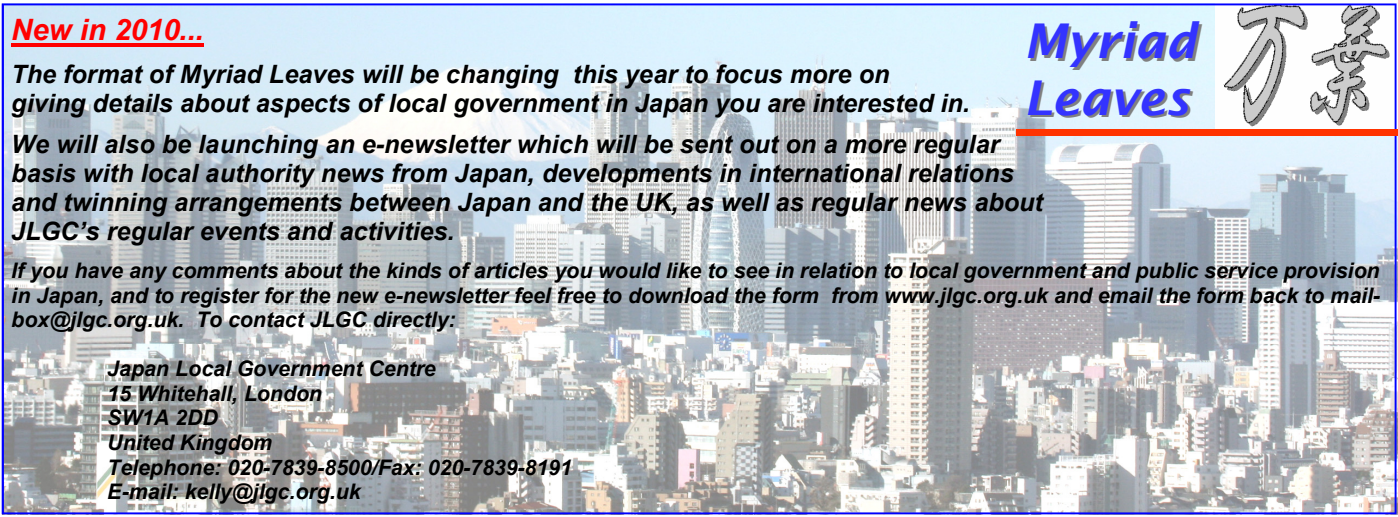 New in 2010...
Myriad
Leaves
万葉
The format of Myriad Leaves will be changing this year to focus more on
giving details about aspects of local government in Japan you are interested in.
We will also be launching an e-newsletter which will be sent out on a more regular
basis with local authority news from Japan, developments in international relations
and twinning arrangements between Japan and the UK, as well as regular news about
JLGC's regular events and activities.
If you have any comments about the kinds of articles you would like to see in relation to local government and public service provision
in Japan, and to register for the new e-newsletter feel free to download the form from www.jlgc.org.uk and email the form back to mail-
box@jlgc.org.uk. To contact JLGC directly:
Japan Local Government Centre
15 Whitehall, London
SW1A 2DD
United Kingdom
Telephone: 020-7839-8500/Fax: 020-7839-8191
E-mail: kelly@jlgc.org.uk